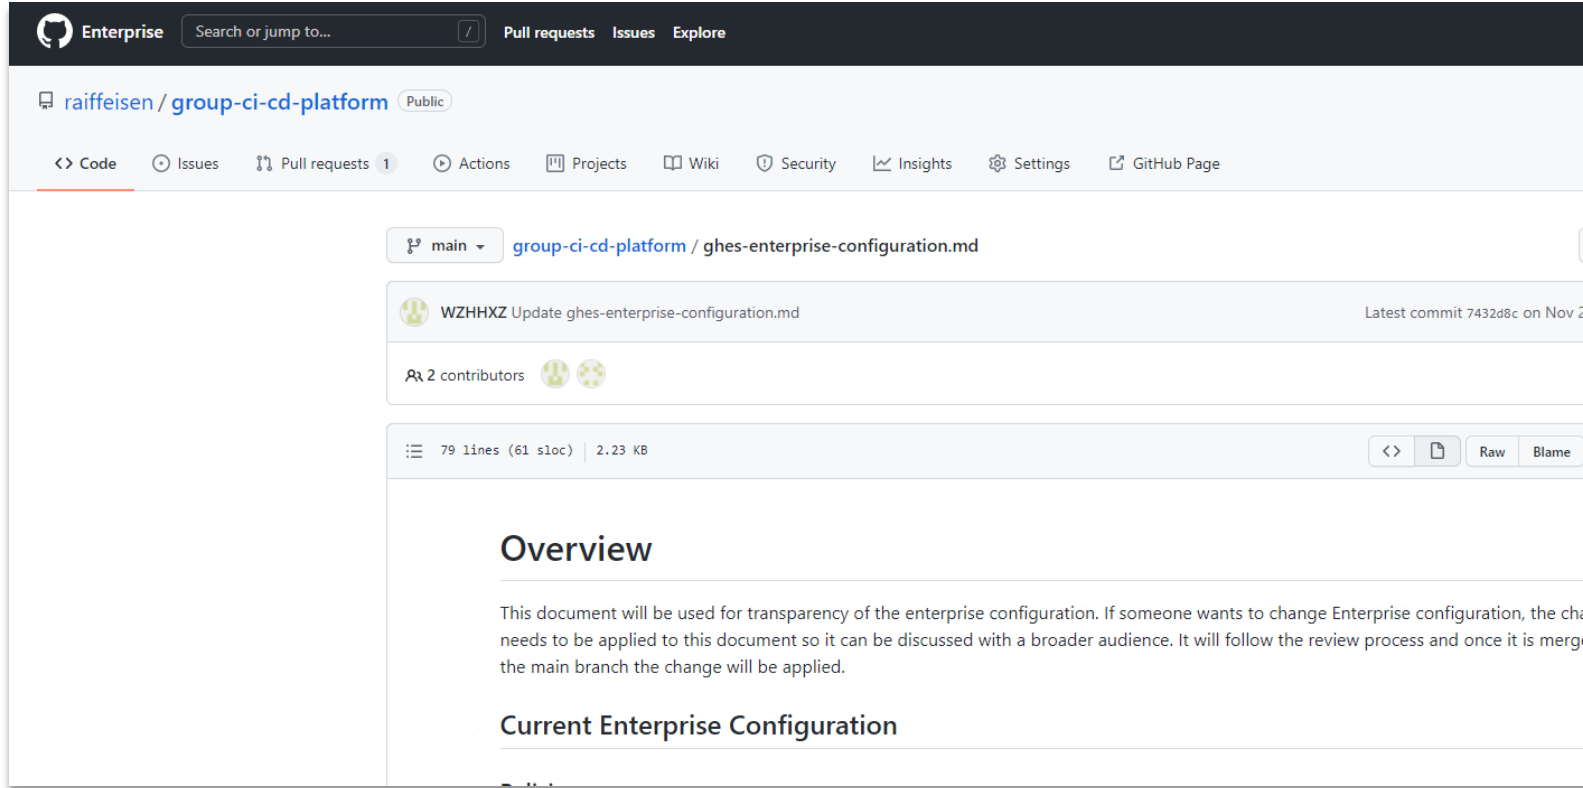 Enterprise Search or jump to... / Pull requests Issues Explore
raiffeisen / group-ci-cd-platform Public
Code Issues Pull requests 1 Actions Projects Wiki Security Insights Settings GitHub Page
main group-ci-cd-platform / ghes-enterprise-configuration.md
WZHHXZ Update ghes-enterprise-configuration.md Latest commit 7432d8c on Nov
2 contributors
79 lines (61 sloc) 2.23 KB <> Raw Blame
Overview
This document will be used for transparency of the enterprise configuration. If someone wants to change Enterprise configuration, the
needs to be applied to this document so it can be discussed with a broader audience. It will follow the review process and once it is
the main branch the change will be applied.
Current Enterprise Configuration